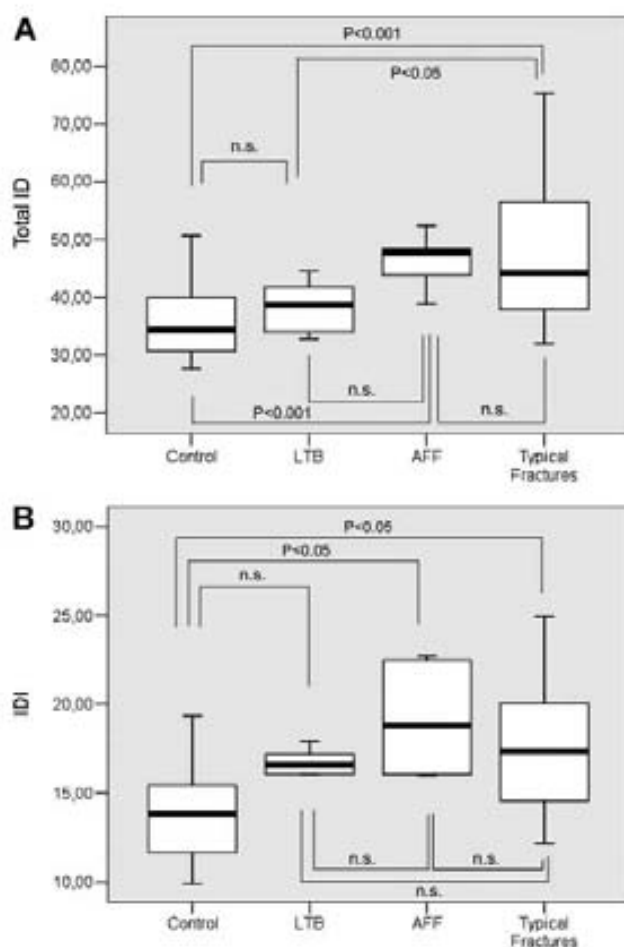 A
P<0.001
P<0.05
n.s.
Total ID
80,00
70,00
60,00
50,00
40,00
30,00
20,00
n.s.
n.s.
P<0.001
Control
LTB
AFF
Typical
Fractures
B
P<0.05
P<0.05
n.s.
IDI
30,00
25,00
20,00
15,00
10,00
n.s.
n.s.
n.s.
Control
LTB
AFF
Typical
Fractures